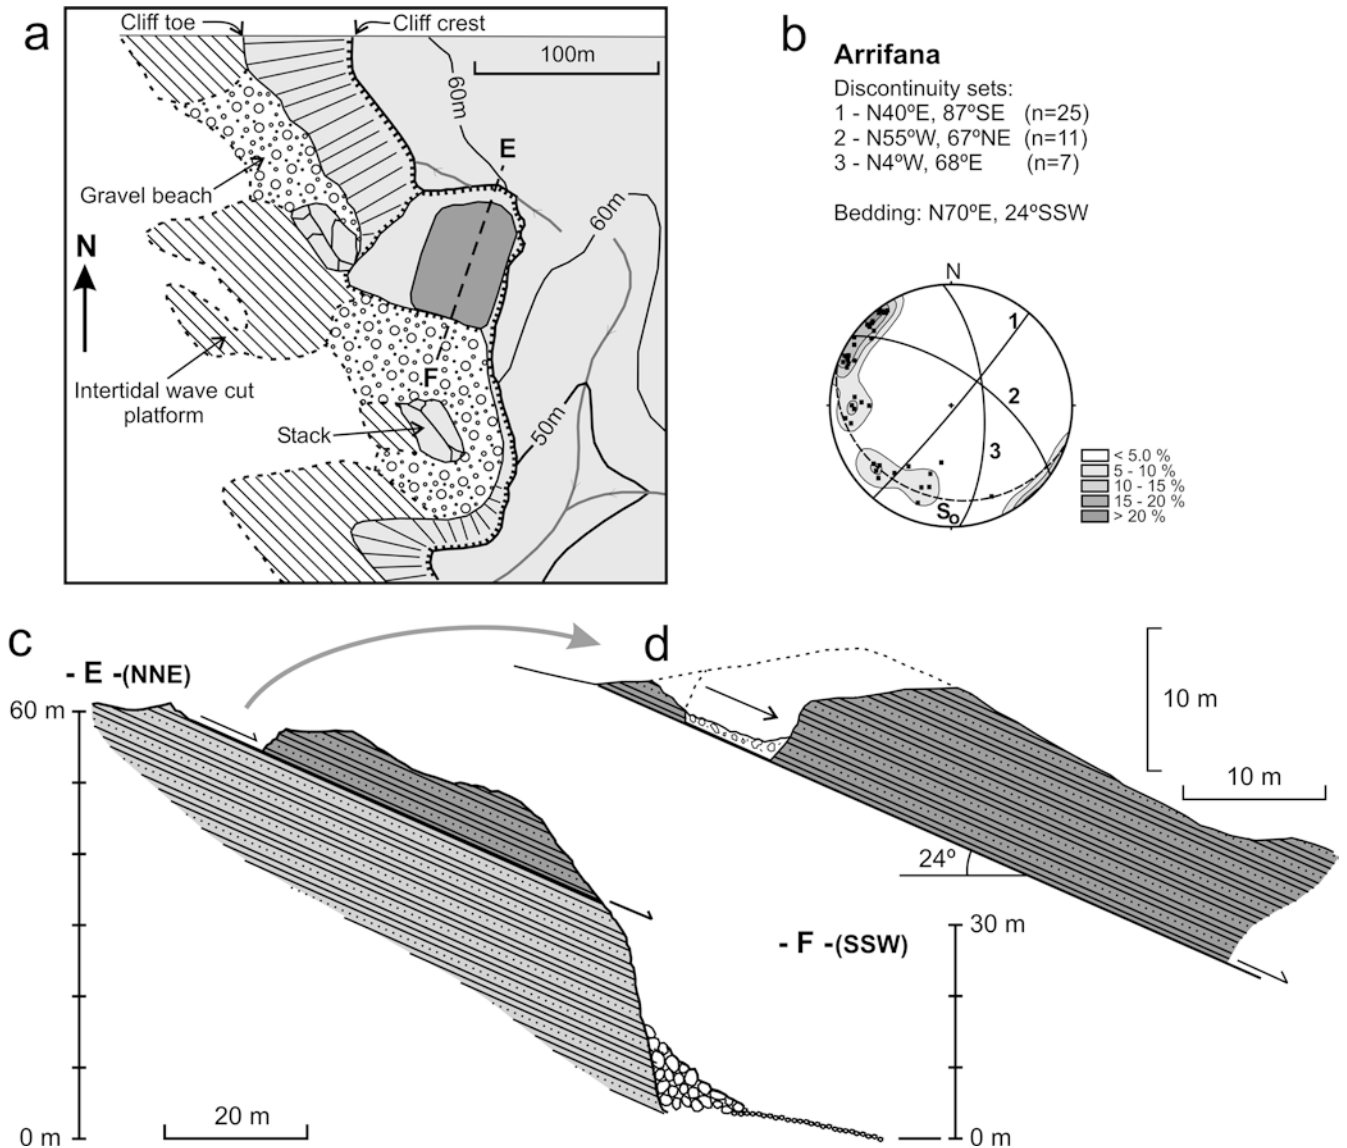 a
Cliff toe
Cliff crest
100m
60m
E
60m
Gravel beach
N
Intertidal wave cut
platform
F
Stack
50m
b
Arrifana
Discontinuity sets:
1 - N40ºE, 87ºSE (n=25)
2 - N55ºW, 67ºNE (n=11)
3 - N4ºW, 68ºE (n=7)
Bedding: N70ºE, 24ºSSW
N
1
2
3
So
< 5.0 %
5 - 10 %
10 - 15 %
15 - 20 %
> 20 %
c
- E -(NNE)
60 m
0 m
20 m
- F -(SSW)
30 m
0 m
d
10 m
10 m
24º